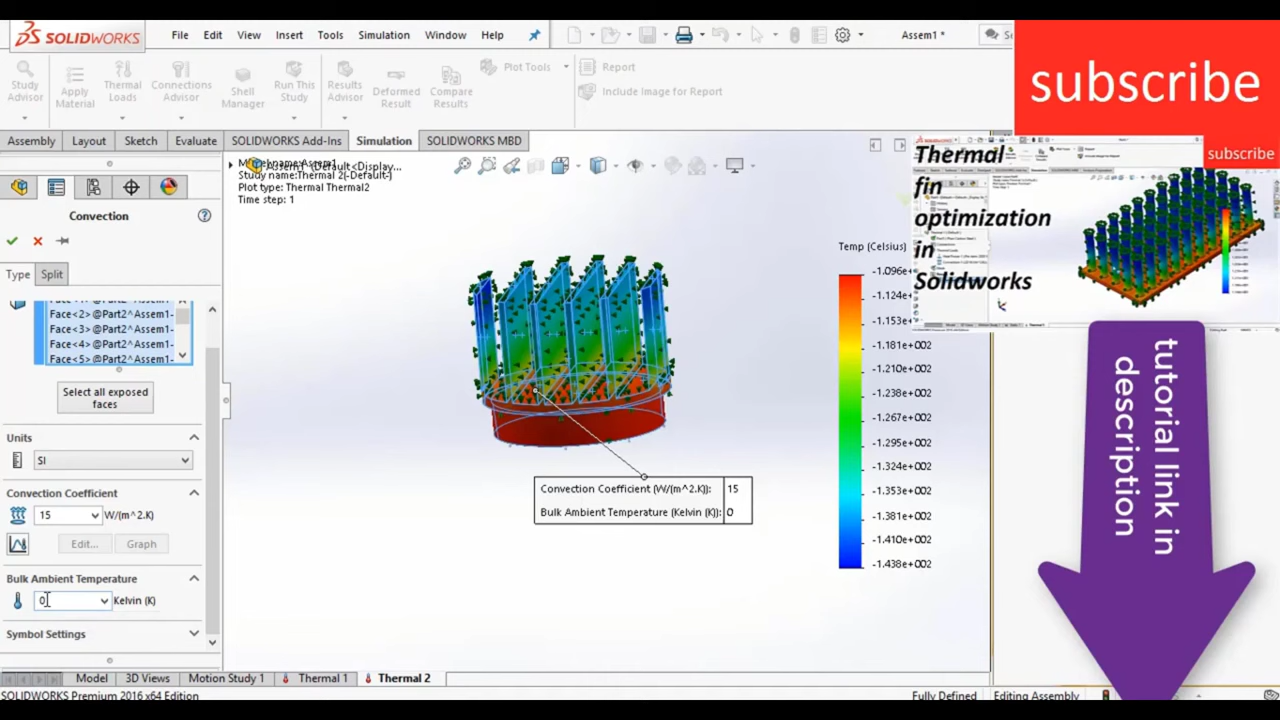 SOLIDWORKS
File Edit View Insert Tools Simulation Window Help
Assem1 *
Study Advisor
Apply Material
Thermal Loads
Connections Advisor
Shell Manager
Run This Study
Results Advisor
Deformed Result
Compare Results
Plot Tools
Report
Include Image for Report
Assembly Layout Sketch Evaluate SOLIDWORKS Add-Ins Simulation SOLIDWORKS MBD
Study name:Thermal 2(-Default-)
Plot type: Thermal Thermal2
Time step: 1
Convection
Type Split
Face<2>@Part2^Assem1-
Face<3>@Part2^Assem1-
Face<4>@Part2^Assem1-
Face<5>@Part2^Assem1-
Select all exposed
faces
Units
SI
Convection Coefficient
15 W/(m^2.K)
Edit... Graph
Bulk Ambient Temperature
0 Kelvin (K)
Symbol Settings
Convection Coefficient (W/(m^2.K)): 15
Bulk Ambient Temperature (Kelvin (K)): 0
Temp (Celsius)
-1.096e+
-1.124e+
-1.153e+
-1.181e+002
-1.210e+002
-1.238e+002
-1.267e+002
-1.295e+002
-1.324e+002
-1.353e+002
-1.381e+002
-1.410e+002
-1.438e+002
subscribe
subscribe
Thermal
fin
optimization
in
Solidworks
tutorial link in
description
Model 3D Views Motion Study 1 Thermal 1 Thermal 2
SOLIDWORKS Premium 2016 x64 Edition
Fully Defined Editing Assembly